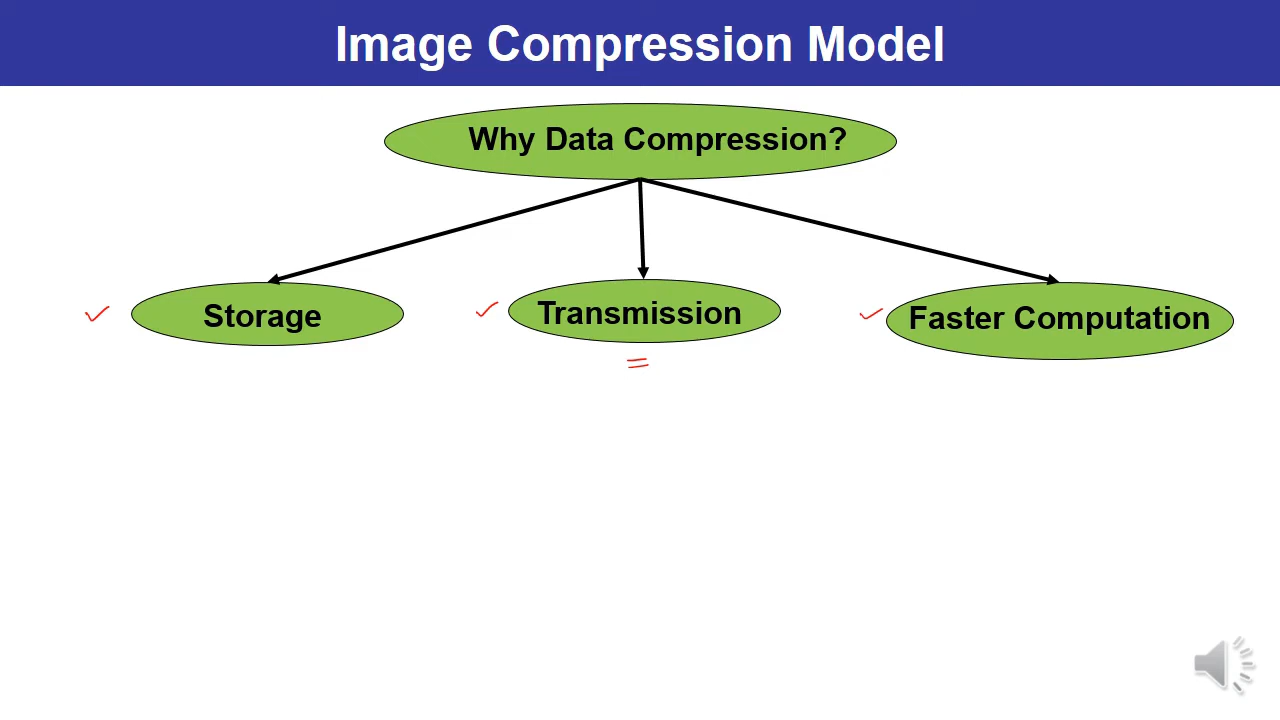 Image Compression Model
Why Data Compression?
Storage
Transmission
Faster Computation